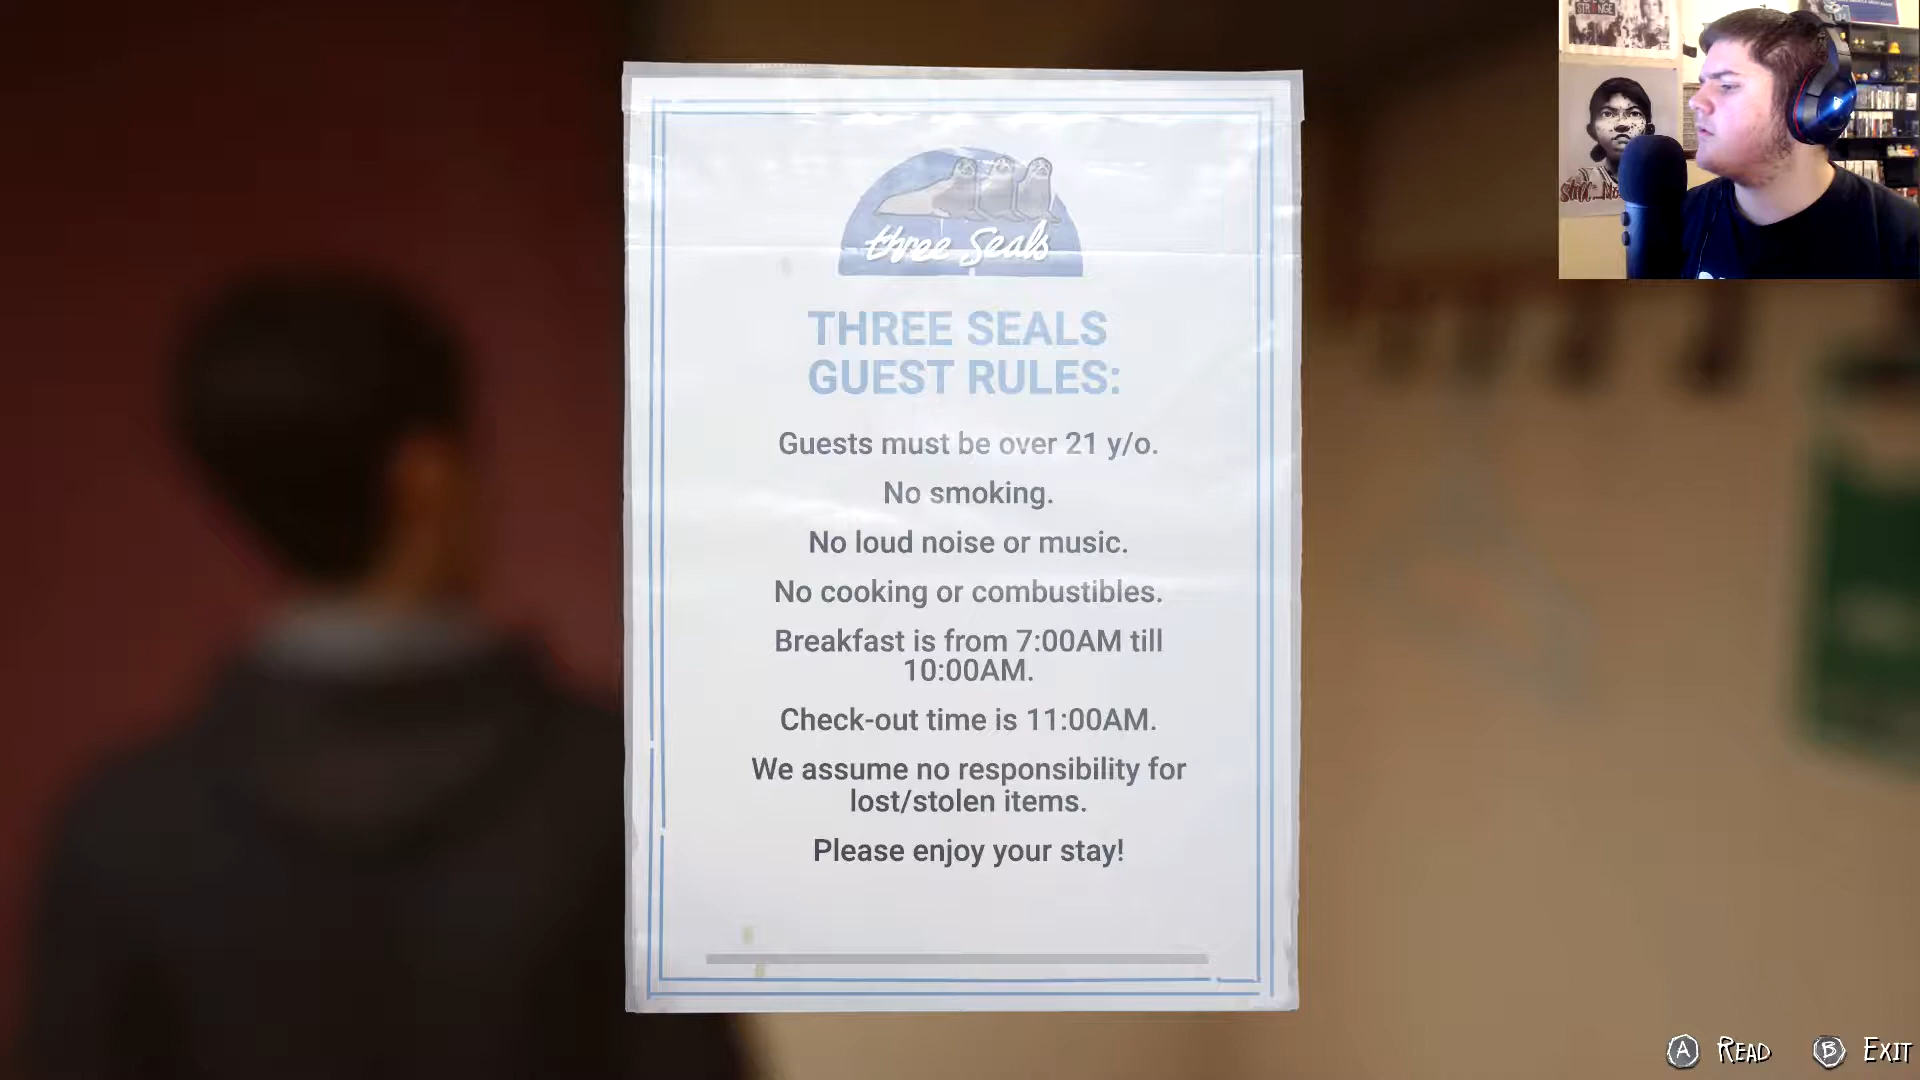 STRANGE
three Seals
THREE SEALS
GUEST RULES:
Guests must be over 21 y/o.
No smoking.
No loud noise or music.
No cooking or combustibles.
Breakfast is from 7:00AM till
10:00AM.
Check-out time is 11:00AM.
We assume no responsibility for
lost/stolen items.
Please enjoy your stay!
A READ B EXIT